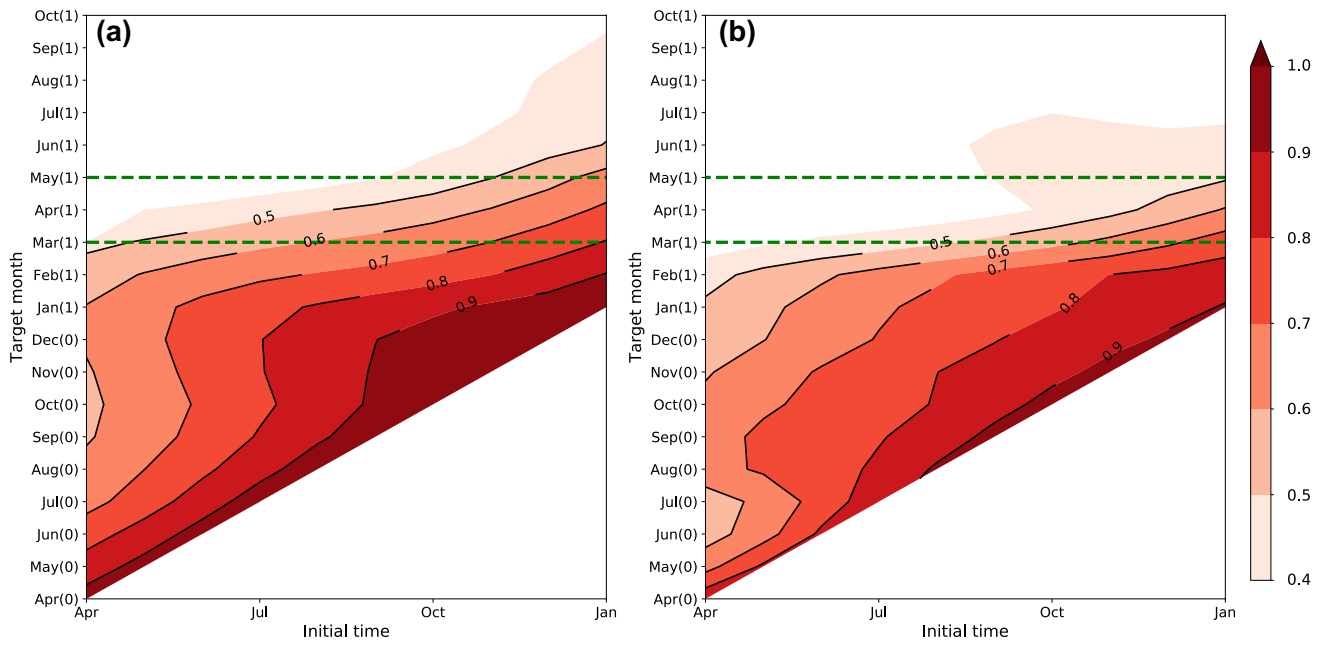 (a)
Oct(1)
Sep(1)
Aug(1)
Jul(1)
Jun(1)
May(1)
Apr(1)
Mar(1)
Feb(1)
Jan(1)
Dec(0)
Nov(0)
Oct(0)
Sep(0)
Aug(0)
Jul(0)
Jun(0)
May(0)
Apr(0)
Target month
0.5
0.6
0.7
0.8
0.9
Apr Jul Oct Jan
Initial time
(b)
Oct(1)
Sep(1)
Aug(1)
Jul(1)
Jun(1)
May(1)
Apr(1)
Mar(1)
Feb(1)
Jan(1)
Dec(0)
Nov(0)
Oct(0)
Sep(0)
Aug(0)
Jul(0)
Jun(0)
May(0)
Apr(0)
Target month
0.5
0.6
0.7
0.8
0.9
Apr Jul Oct Jan
Initial time
1.0
0.9
0.8
0.7
0.6
0.5
0.4